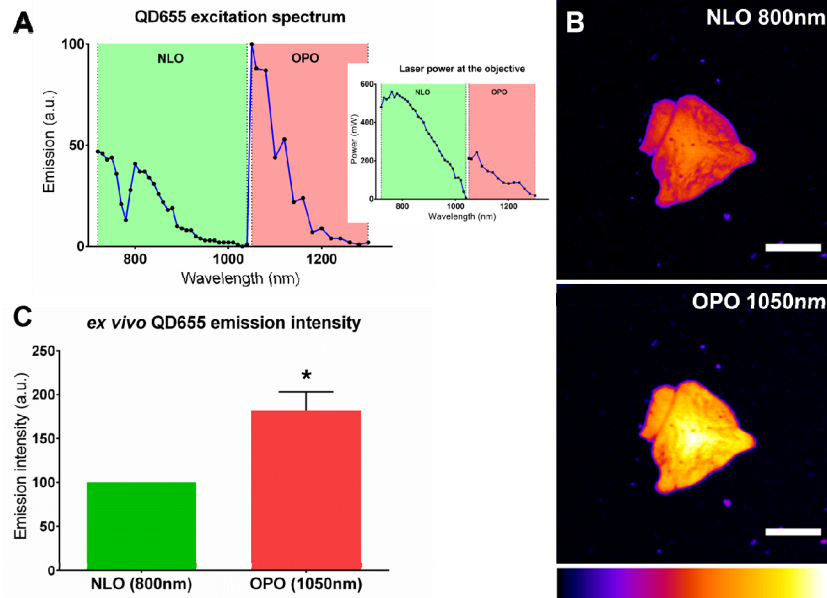 A
QD655 excitation spectrum
NLO
OPO
100
50
0
Emission (a.u.)
800
1000
1200
Wavelength (nm)
Laser power at the objective
NLO
OPO
600
400
200
0
Power (mW)
800
1000
1200
Wavelength (nm)
B
NLO 800nm
OPO 1050nm
C
ex vivo QD655 emission intensity
250
200
150
100
50
0
Emission intensity (a.u.)
*
NLO (800nm)
OPO (1050nm)